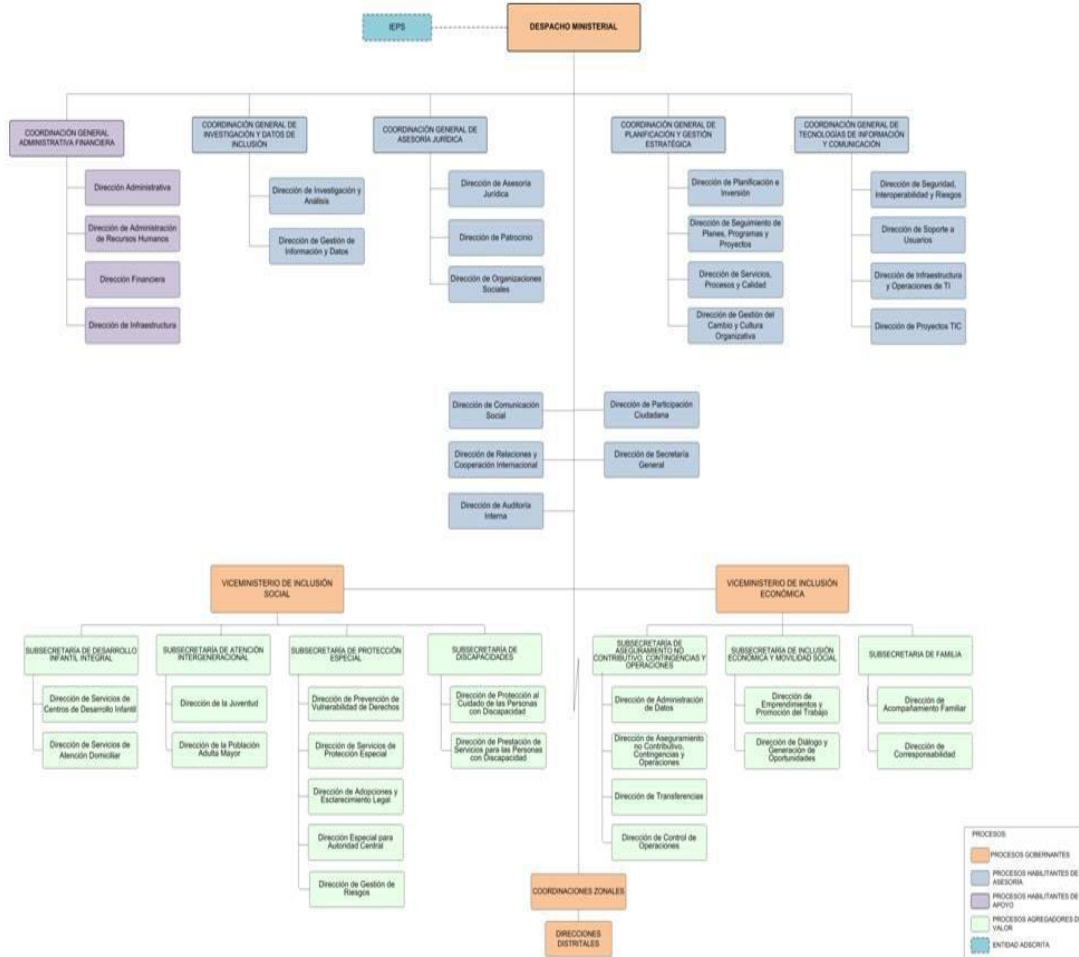 IEPS
DESPACHO MINISTERIAL
COORDINACIÓN GENERAL
ADMINISTRATIVA FINANCIERA
Dirección Administrativa
Dirección de Administración
de Recursos Humanos
Dirección Financiera
Dirección de Infraestructura
COORDINACIÓN GENERAL DE
INVESTIGACIÓN Y DATOS DE
INCLUSIÓN
Dirección de Investigación y
Análisis
Dirección de Gestión de
Información y Datos
COORDINACIÓN GENERAL DE
ASESORÍA JURÍDICA
Dirección de Asesoría
Jurídica
Dirección de Patrocinio
Dirección de Organizaciones
Sociales
COORDINACIÓN GENERAL DE
PLANIFICACIÓN Y GESTIÓN
ESTRATÉGICA
Dirección de Planificación e
Inversión
Dirección de Seguimiento de
Planes, Programas y
Proyectos
Dirección de Servicios,
Procesos y Calidad
Dirección de Gestión del
Cambio y Cultura
Organizativa
COORDINACIÓN GENERAL DE
TECNOLOGÍAS DE INFORMACIÓN
Y COMUNICACIÓN
Dirección de Seguridad,
Interoperabilidad y Riesgos
Dirección de Soporte a
Usuarios
Dirección de Infraestructura
y Operaciones de TI
Dirección de Proyectos TIC
Dirección de Comunicación
Social
Dirección de Participación
Ciudadana
Dirección de Relaciones y
Cooperación Internacional
Dirección de Secretaría
General
Dirección de Auditoría
Interna
VICEMINISTERIO DE INCLUSIÓN
SOCIAL
VICEMINISTERIO DE INCLUSIÓN
ECONÓMICA
SUBSECRETARÍA DE DESARROLLO
INFANTIL INTEGRAL
Dirección de Servicios de
Centros de Desarrollo Infantil
Dirección de Servicios de
Atención Domiciliar
SUBSECRETARÍA DE ATENCIÓN
INTERGENERACIONAL
Dirección de la Juventud
Dirección de la Población
Adulta Mayor
SUBSECRETARÍA DE PROTECCIÓN
ESPECIAL
Dirección de Prevención de
Vulnerabilidad de Derechos
Dirección de Servicios de
Protección Especial
Dirección de Adopciones y
Esclarecimiento Legal
Dirección Especial para
Autoridad Central
Dirección de Gestión de
Riesgos
SUBSECRETARÍA DE
DISCAPACIDADES
Dirección de Protección al
Cuidado de las Personas
con Discapacidad
Dirección de Prestación de
Servicios para las Personas
con Discapacidad
SUBSECRETARÍA DE
ASEGURAMIENTO NO
CONTRIBUTIVO, CONTINGENCIAS Y
OPERACIONES
Dirección de Administración
de Datos
Dirección de Aseguramiento
no Contributivo,
Contingencias y
Operaciones
Dirección de Transferencias
Dirección de Control de
Operaciones
SUBSECRETARÍA DE INCLUSIÓN
ECONÓMICA Y MOVILIDAD SOCIAL
Dirección de
Emprendimientos y
Promoción del Trabajo
Dirección de Diálogo y
Generación de
Oportunidades
SUBSECRETARIA DE FAMILIA
Dirección de
Acompañamiento Familiar
Dirección de
Corresponsabilidad
COORDINACIONES ZONALES
DIRECCIONES
DISTRITALES
PROCESOS:
PROCESOS GOBERNANTES
PROCESOS HABILITANTES DE
ASESORÍA
PROCESOS HABILITANTES DE
APOYO
PROCESOS AGREGADORES D
VALOR
ENTIDAD ADSCRITA